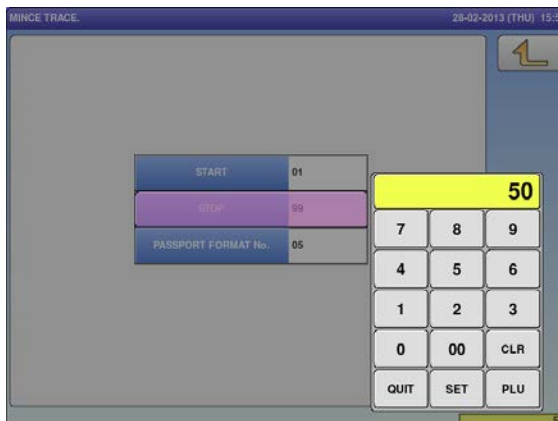 MINCE TRACE. 28-02-2013 (THU) 15:5
START 01
STOP 99
PASSPORT FORMAT No. 05
50
7 8 9
4 5 6
1 2 3
0 00 CLR
QUIT SET PLU